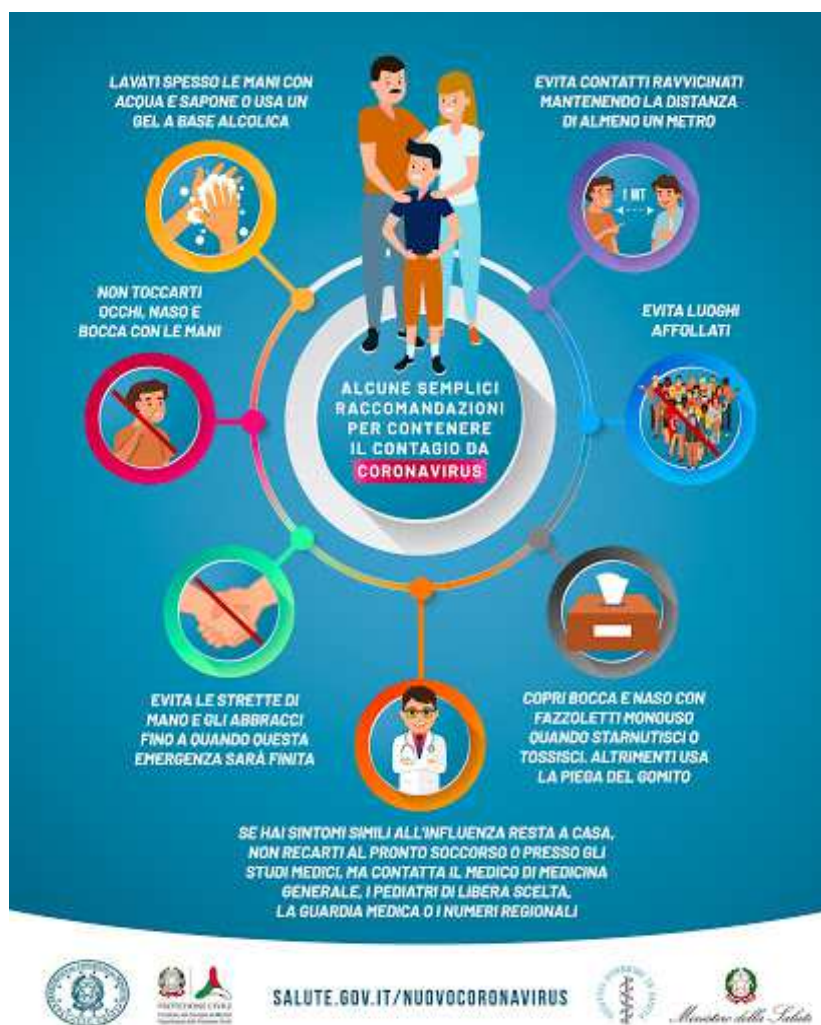 LAVATI SPESSO LE MANI CON
ACQUA E SAPONE O USA UN
GEL A BASE ALCOLICA
EVITA CONTATTI RAVVICINATI
MANTENENDO LA DISTANZA
DI ALMENO UN METRO
1 MT
NON TOCCARTI
OCCHI, NASO E
BOCCA CON LE MANI
EVITA LUOGHI
AFFOLLATI
ALCUNE SEMPLICI
RACCOMANDAZIONI
PER CONTENERE
IL CONTAGIO DA
CORONAVIRUS
EVITA LE STRETTE DI
MANO E GLI ABBRACCI
FINO A QUANDO QUESTA
EMERGENZA SARÀ FINITA
COPRI BOCCA E NASO CON
FAZZOLETTI MONOUSO
QUANDO STARNUTISCI O
TOSSISCI. ALTRIMENTI USA
LA PIEGA DEL GOMITO
SE HAI SINTOMI SIMILI ALL'INFLUENZA RESTA A CASA,
NON RECARTI AL PRONTO SOCCORSO O PRESSO GLI
STUDI MEDICI, MA CONTATTA IL MEDICO DI MEDICINA
GENERALE, I PEDIATRI DI LIBERA SCELTA,
LA GUARDIA MEDICA O I NUMERI REGIONALI
PROTEZIONE CIVILE
SALUTE.GOV.IT/NUOVOCORONAVIRUS
Ministero della Salute